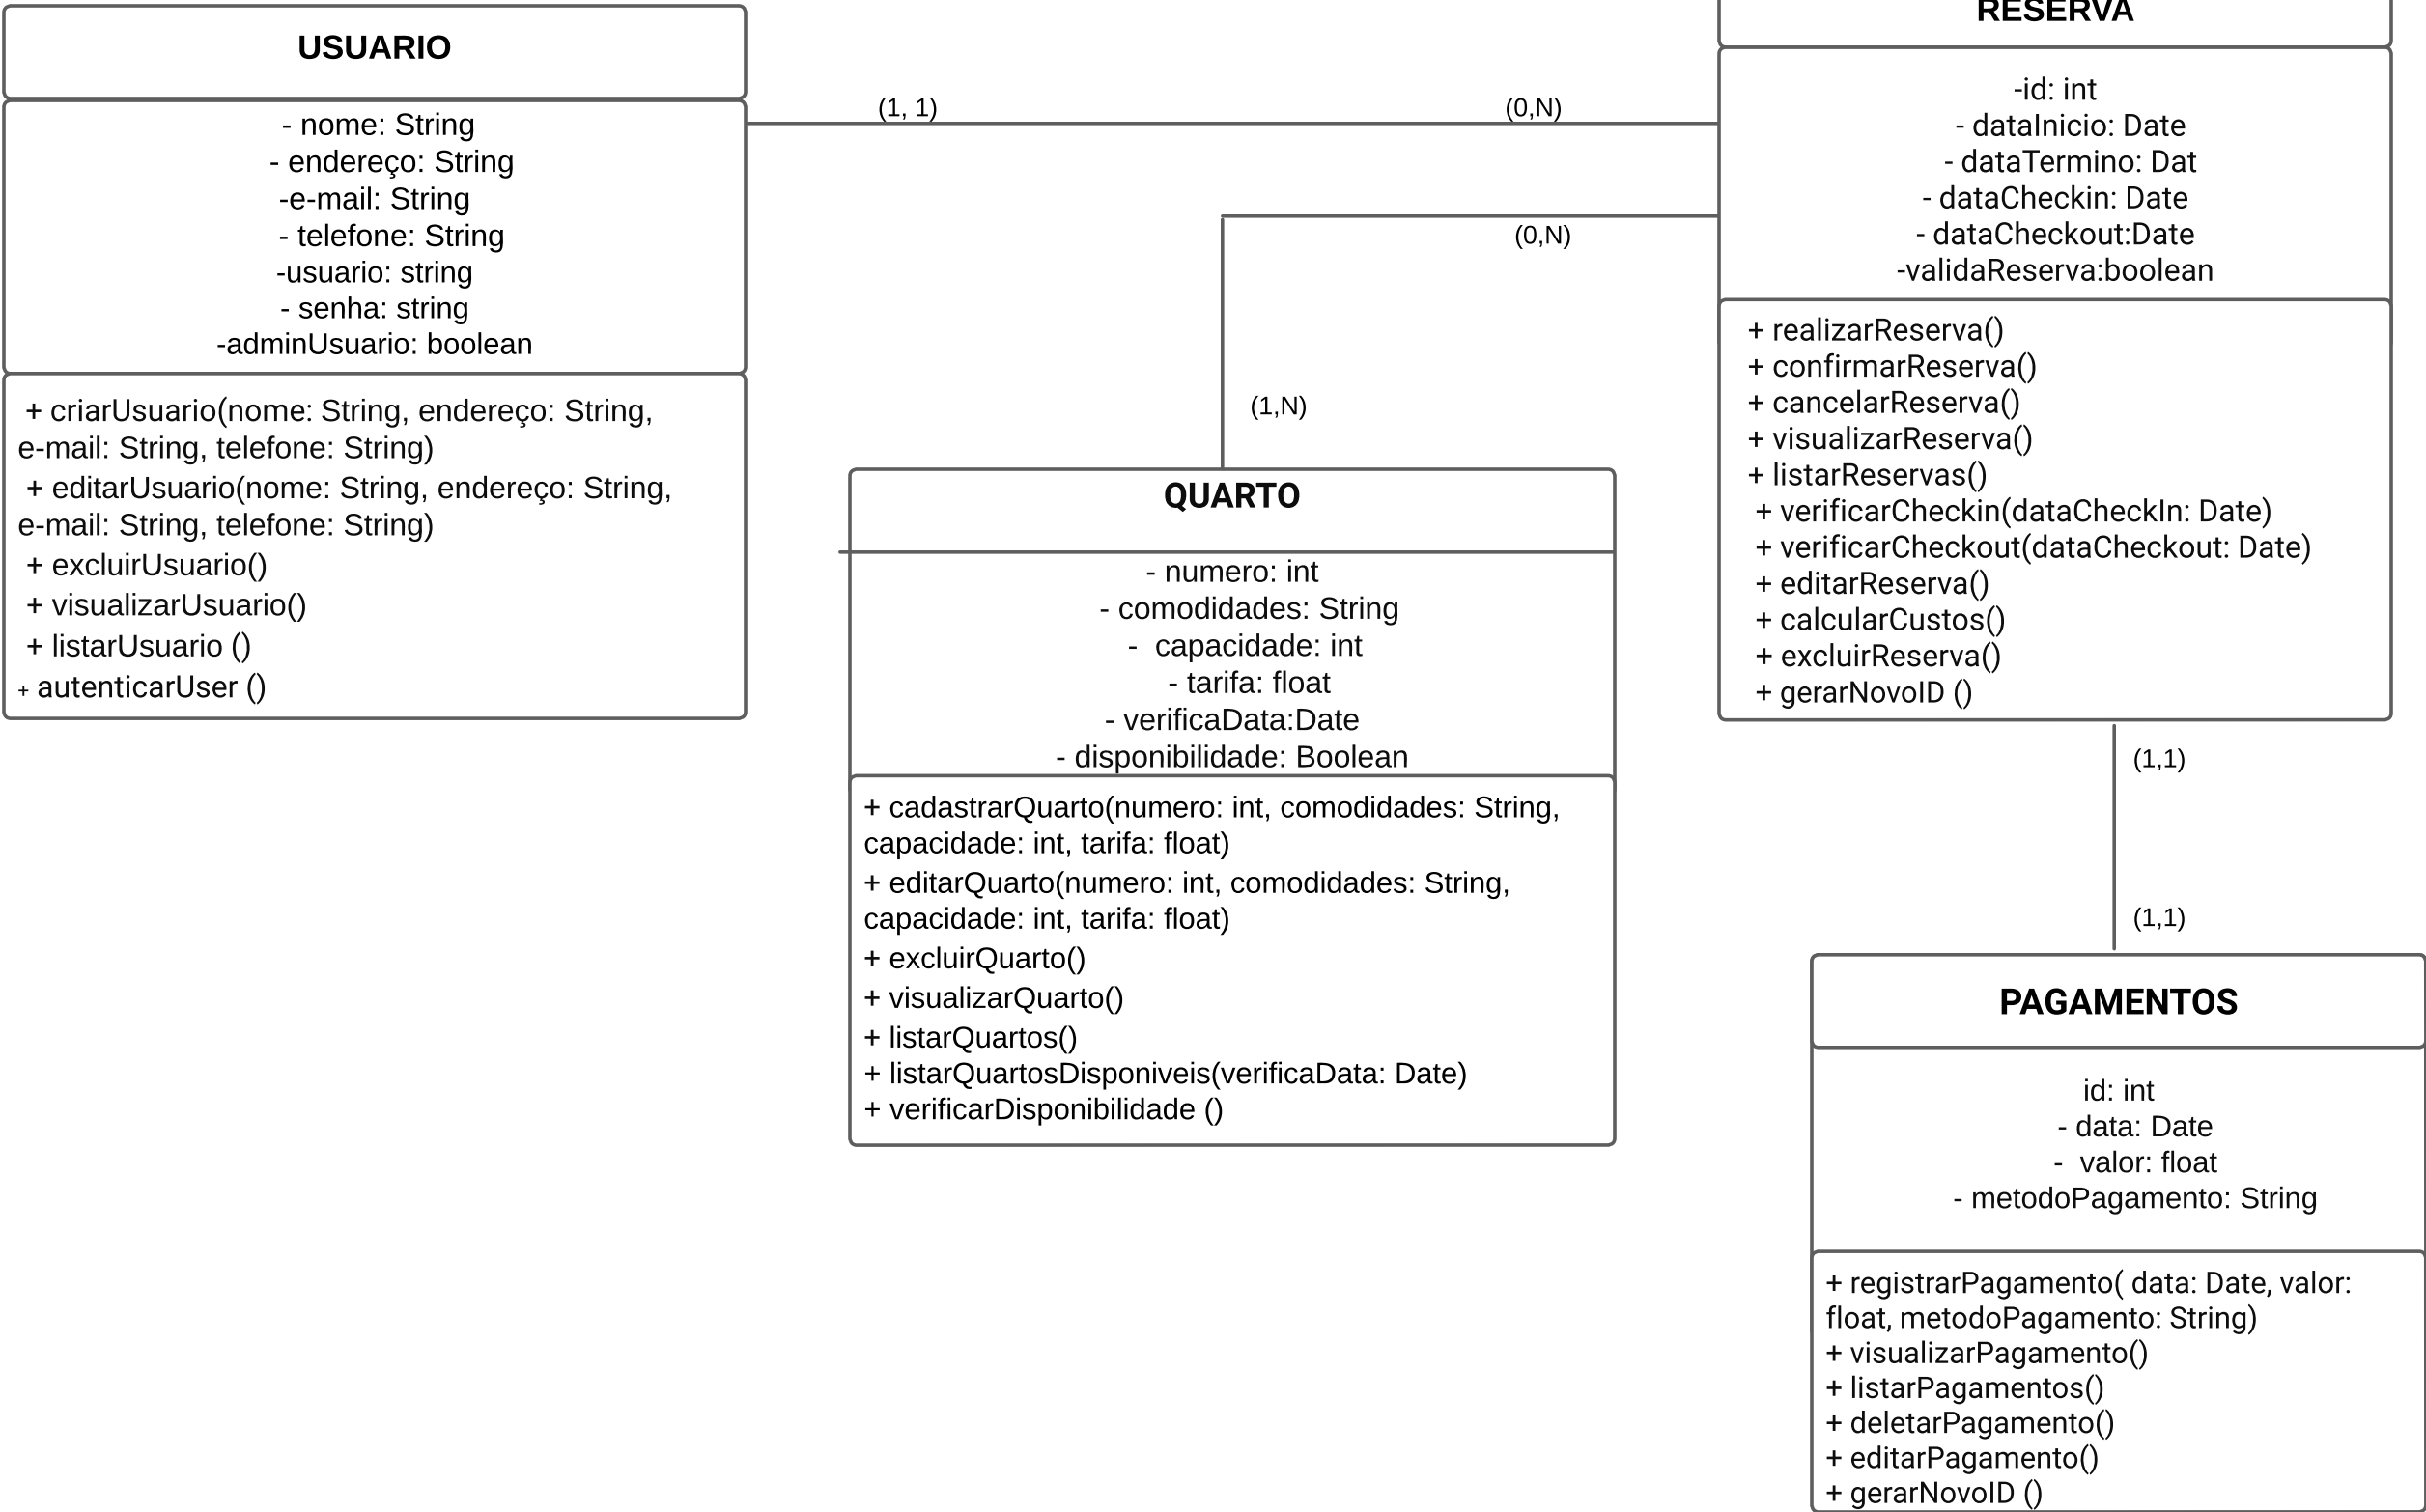 USUARIO
- nome: String
- endereço: String
-e-mail: String
- telefone: String
-usuario: string
- senha: string
-adminUsuario: boolean
+ criarUsuario(nome: String, endereço: String,
e-mail: String, telefone: String)
+ editarUsuario(nome: String, endereço: String,
e-mail: String, telefone: String)
+ excluirUsuario()
+ visualizarUsuario()
+ listarUsuario ()
+ autenticarUser ()
(1, 1)
(0,N)
RESERVA
-id: int
- dataInicio: Date
- dataTermino: Dat
- dataCheckin: Date
- dataCheckout:Date
-validaReserva:boolean
+ realizarReserva()
+ confirmarReserva()
+ cancelarReserva()
+ visualizarReserva()
+ listarReservas()
+ verificarCheckin(dataCheckIn: Date)
+ verificarCheckout(dataCheckout: Date)
+ editarReserva()
+ calcularCustos()
+ excluirReserva()
+ gerarNovoID ()
(0,N)
(1,N)
QUARTO
- numero: int
- comodidades: String
- capacidade: int
- tarifa: float
- verificaData:Date
- disponibilidade: Boolean
+ cadastrarQuarto(numero: int, comodidades: String,
capacidade: int, tarifa: float)
+ editarQuarto(numero: int, comodidades: String,
capacidade: int, tarifa: float)
+ excluirQuarto()
+ visualizarQuarto()
+ listarQuartos()
+ listarQuartosDisponiveis(verificaData: Date)
+ verificarDisponibilidade ()
(1,1)
(1,1)
PAGAMENTOS
id: int
- data: Date
- valor: float
- metodoPagamento: String
+ registrarPagamento( data: Date, valor:
float, metodoPagamento: String)
+ visualizarPagamento()
+ listarPagamentos()
+ deletarPagamento()
+ editarPagamento()
+ gerarNovoID ()